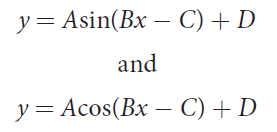 y = Asin(Bx − C) + D
and
y = Acos(Bx − C) + D